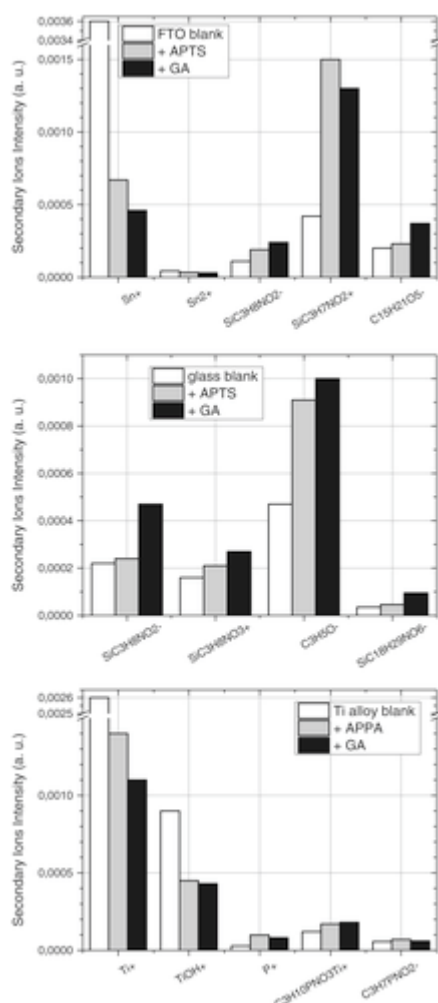 0,0036
0,0034
FTO blank
+ APTS
+ GA
0,0015
0,0010
0,0005
0,0000
Secondary Ions Intensity (a. u.)
Sn+
Sn2+
SiC3H8NO2-
SiC3H7NO2+
C15H21O5-
0,0010
glass blank
+ APTS
+ GA
0,0008
0,0006
0,0004
0,0002
0,0000
Secondary Ions Intensity (a. u.)
SiC3H8NO2-
SiC3H8NO3+
C3H5O-
SiC18H29NO6-
0,0026
0,0025
Ti alloy blank
+ APPA
+ GA
0,0010
0,0005
0,0000
Secondary Ions Intensity (a. u.)
Ti+
TiOH+
P+
C3H10PNO3Ti+
C3H7PNO2-